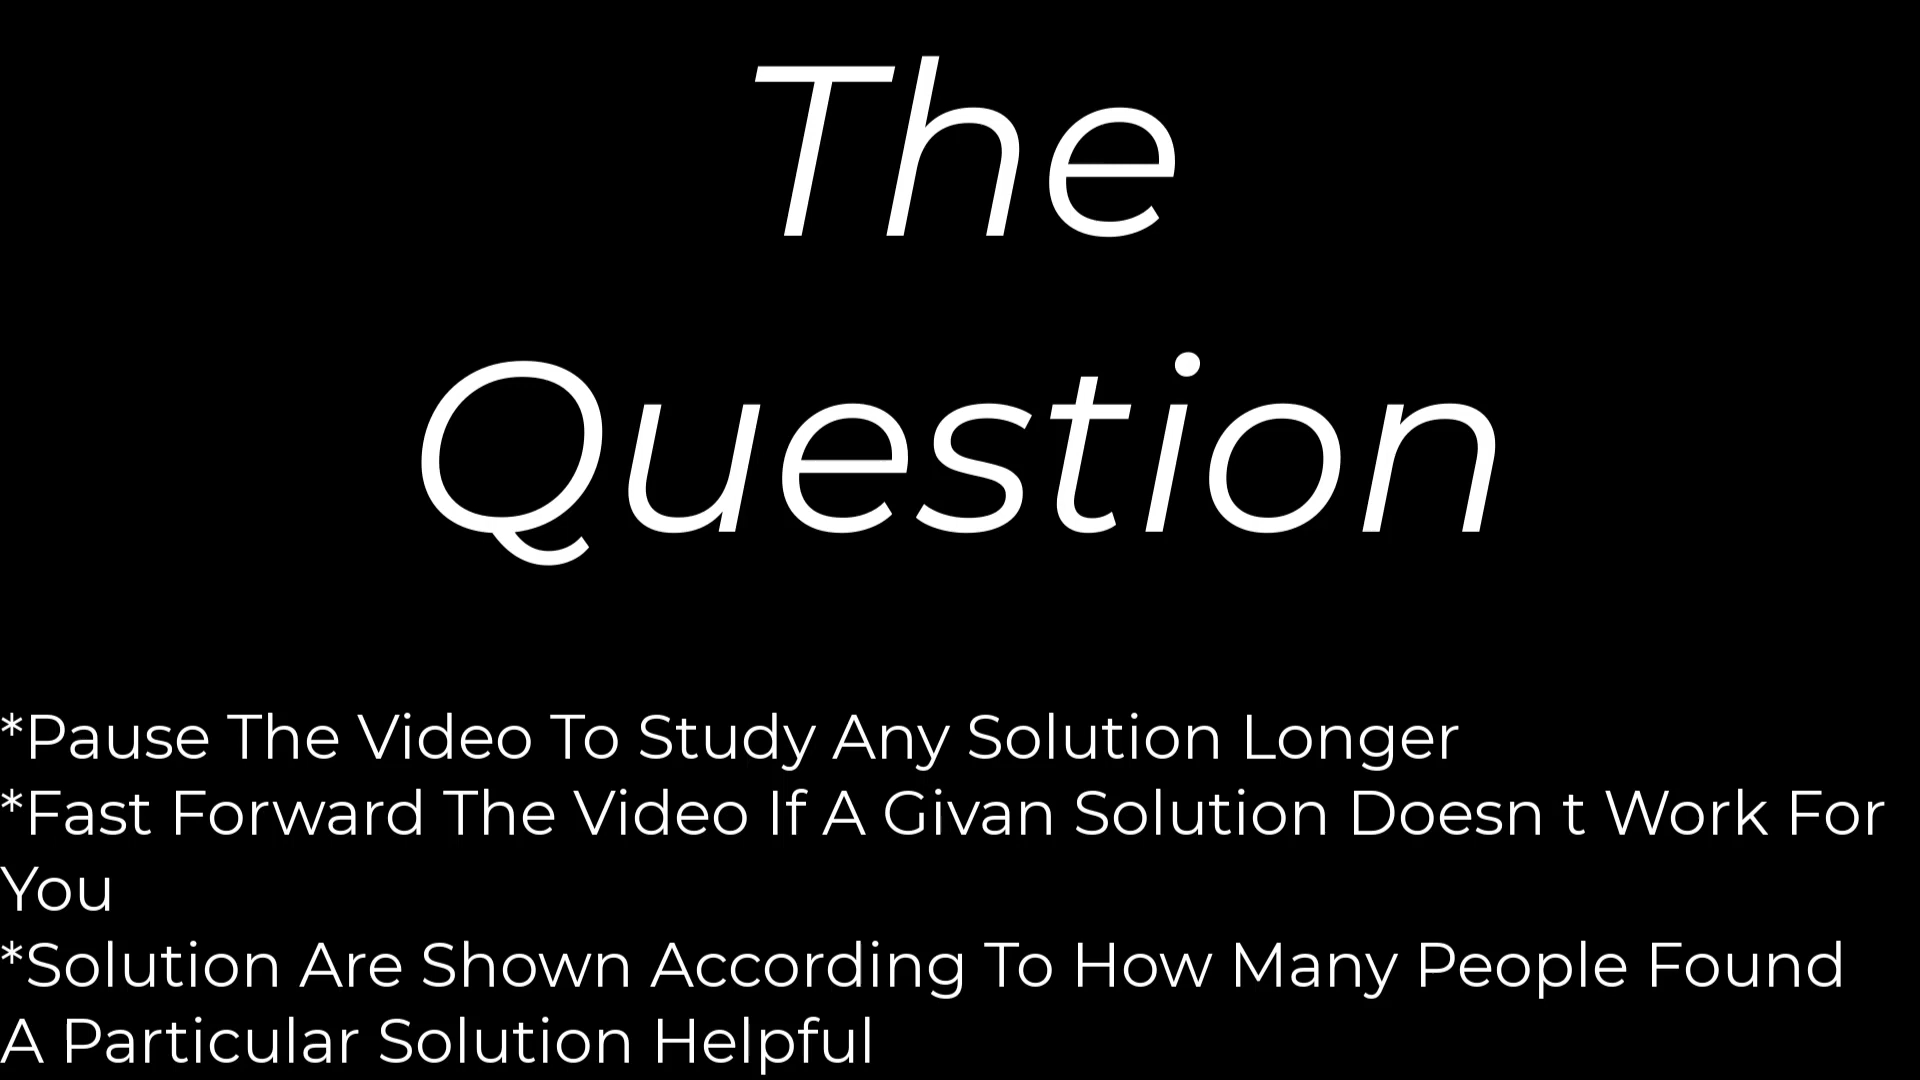 The
Question
*Pause The Video To Study Any Solution Longer
*Fast Forward The Video If A Givan Solution Doesn t Work For
You
*Solution Are Shown According To How Many People Found
A Particular Solution Helpful